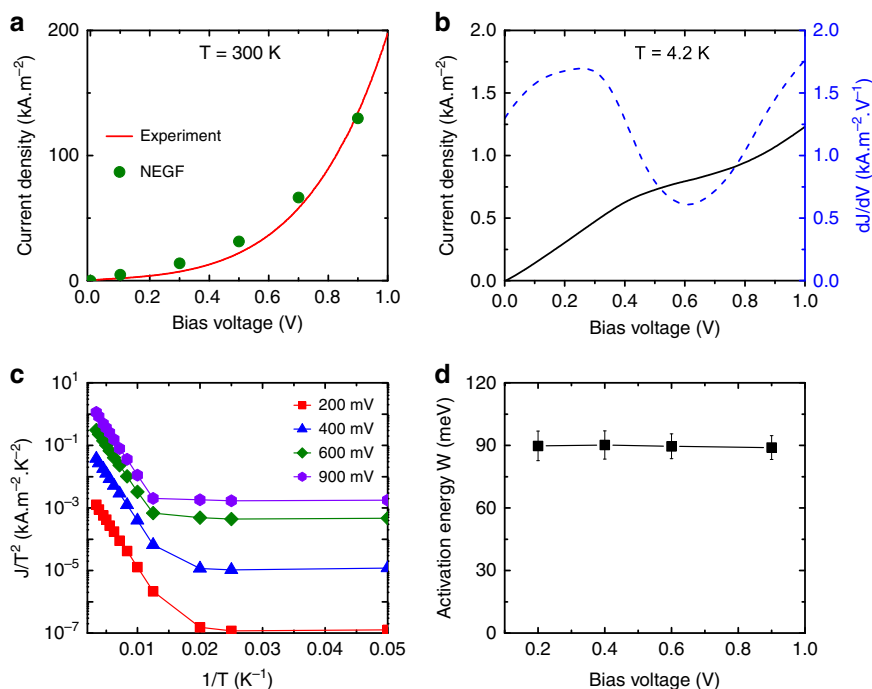 a
T = 300 K
Current density (kA.m−2)
200
100
0
Experiment
NEGF
0.0 0.2 0.4 0.6 0.8 1.0
Bias voltage (V)
b
T = 4.2 K
Current density (kA.m−2)
2.0
1.5
1.0
0.5
0.0
dJ/dV (kA.m−2.V−1)
2.0
1.5
1.0
0.5
0.0
0.0 0.2 0.4 0.6 0.8 1.0
Bias voltage (V)
c
J/T2 (kA.m−2.K−2)
10^1
10^−1
10^−3
10^−5
10^−7
200 mV
400 mV
600 mV
900 mV
0.01 0.02 0.03 0.04 0.05
1/T (K−1)
d
Activation energy W (meV)
120
90
60
30
0
0.2 0.4 0.6 0.8 1.0
Bias voltage (V)